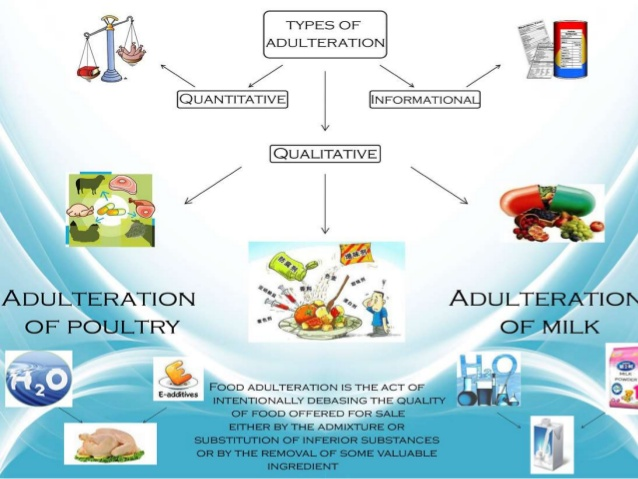 TYPES OF
ADULTERATION
QUANTITATIVE
INFORMATIONAL
QUALITATIVE
ADULTERATION
OF POULTRY
ADULTERATION
OF MILK
H2O
E-additives
FOOD ADULTERATION IS THE ACT OF
INTENTIONALLY DEBASING THE QUALITY
OF FOOD OFFERED FOR SALE
EITHER BY THE ADMIXTURE OR
SUBSTITUTION OF INFERIOR SUBSTANCES
OR BY THE REMOVAL OF SOME VALUABLE
INGREDIENT
H2O
MILK
POWDER